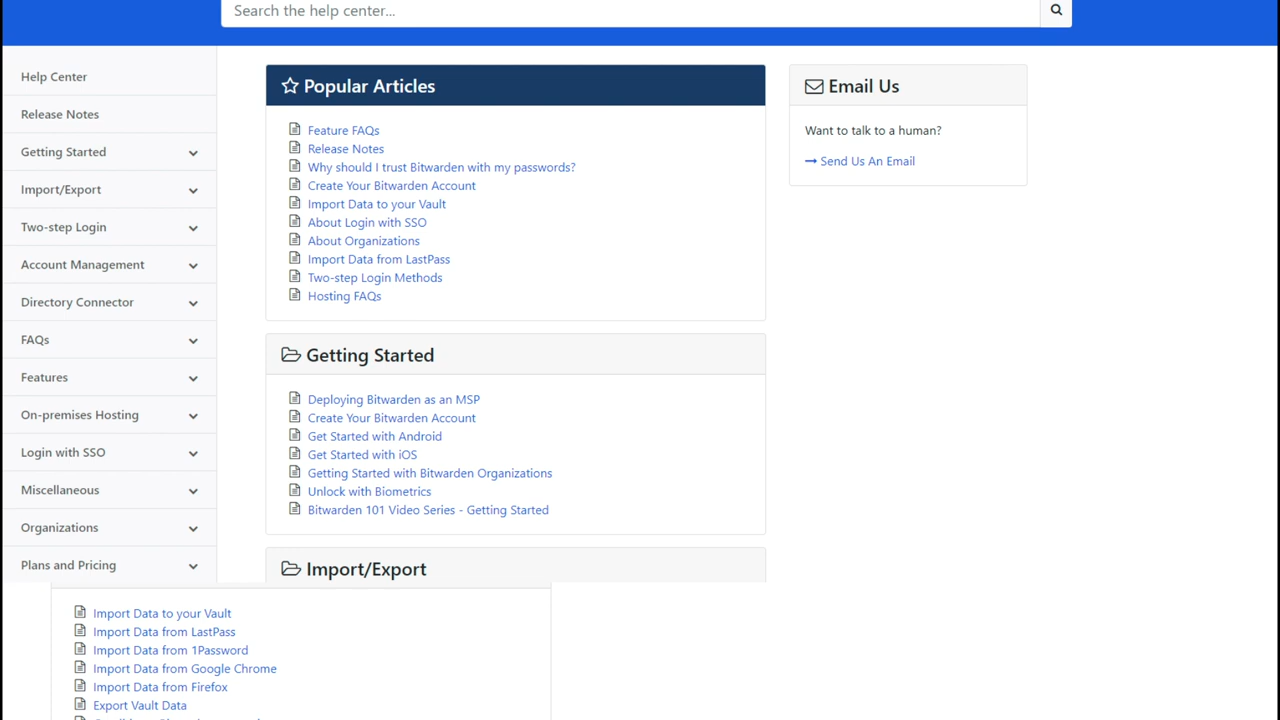 Search the help center...
Help Center
Release Notes
Getting Started
Import/Export
Two-step Login
Account Management
Directory Connector
FAQs
Features
On-premises Hosting
Login with SSO
Miscellaneous
Organizations
Plans and Pricing
Popular Articles
Feature FAQs
Release Notes
Why should I trust Bitwarden with my passwords?
Create Your Bitwarden Account
Import Data to your Vault
About Login with SSO
About Organizations
Import Data from LastPass
Two-step Login Methods
Hosting FAQs
Getting Started
Deploying Bitwarden as an MSP
Create Your Bitwarden Account
Get Started with Android
Get Started with iOS
Getting Started with Bitwarden Organizations
Unlock with Biometrics
Bitwarden 101 Video Series - Getting Started
Import/Export
Import Data to your Vault
Import Data from LastPass
Import Data from 1Password
Import Data from Google Chrome
Import Data from Firefox
Export Vault Data
Email Us
Want to talk to a human?
Send Us An Email